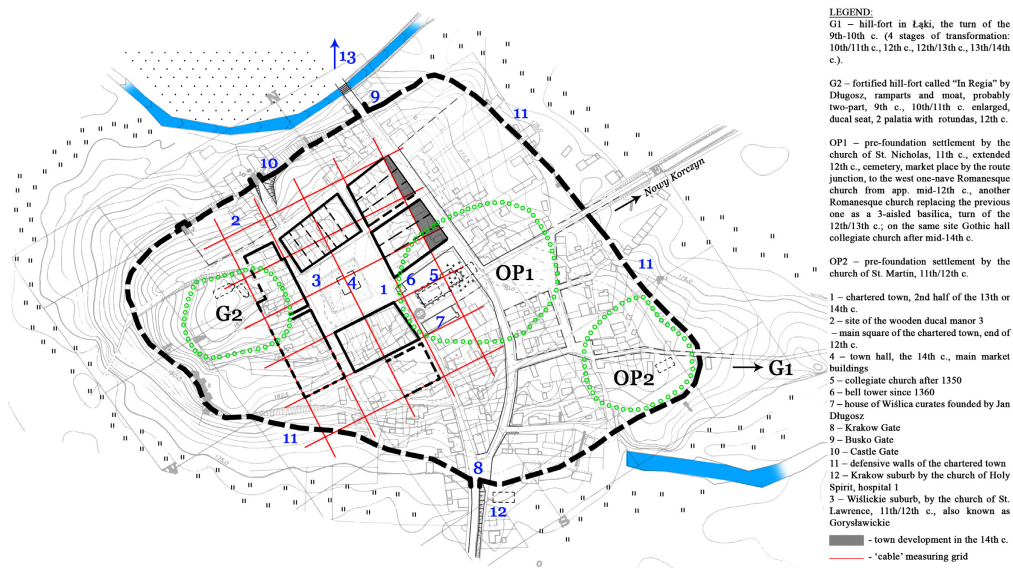 13
N
9
11
10
2
Nowy Korczyn
OP1
11
3
4
1
6
5
G2
7
OP2
G1
11
8
12
S
LEGEND:
G1 – hill-fort in Łąki, the turn of the
9th-10th c. (4 stages of transformation:
10th/11th c., 12th c., 12th/13th c., 13th/14th
c.).
G2 – fortified hill-fort called “In Regia” by
Długosz, ramparts and moat, probably
two-part, 9th c., 10th/11th c. enlarged,
ducal seat, 2 palatia with rotundas, 12th c.
OP1 – pre-foundation settlement by the
church of St. Nicholas, 11th c., extended
12th c., cemetery, market place by the route
junction, to the west one-nave Romanesque
church from app. mid-12th c., another
Romanesque church replacing the previous
one as a 3-aisled basilica, turn of the
12th/13th c.; on the same site Gothic hall
collegiate church after mid-14th c.
OP2 – pre-foundation settlement by the
church of St. Martin, 11th/12th c.
1 – chartered town, 2nd half of the 13th or
14th c.
2 – site of the wooden ducal manor 3
– main square of the chartered town, end of
12th c.
4 – town hall, the 14th c., main market
buildings
5 – collegiate church after 1350
6 – bell tower since 1360
7 – house of Wiślica curates founded by Jan
Długosz
8 – Krakow Gate
9 – Busko Gate
10 – Castle Gate
11 – defensive walls of the chartered town
12 – Krakow suburb by the church of Holy
Spirit, hospital 1
3 – Wiślickie suburb, by the church of St.
Lawrence, 11th/12th c., also known as
Gorysławickie
- town development in the 14th c.
- ‘cable’ measuring grid